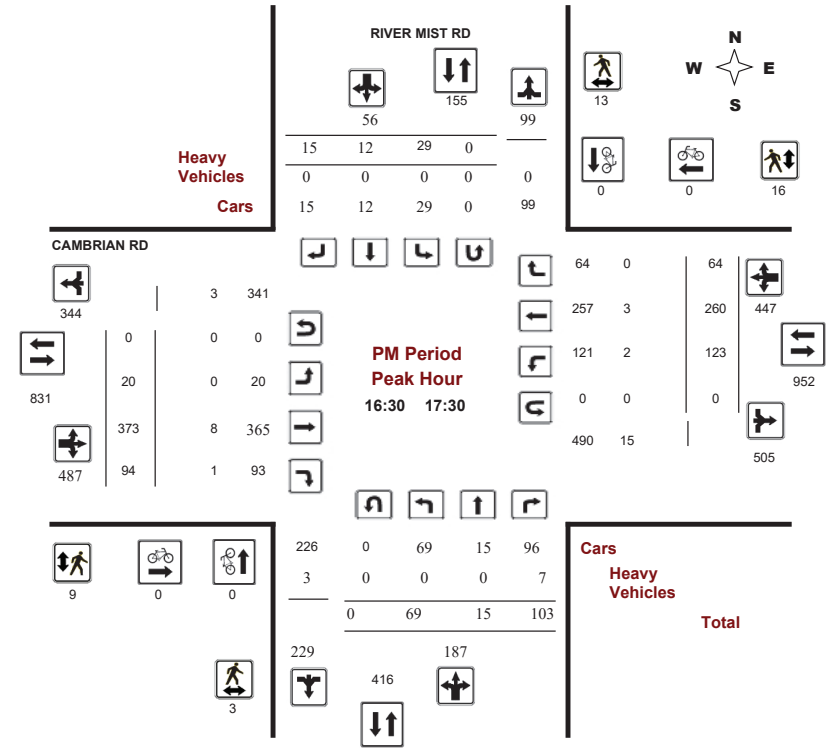 RIVER MIST RD
N
W E
S
155
13
56
99
15 12 29 0
Heavy
Vehicles
0 0 0 0 0
Cars
15 12 29 0 99
0 0 16
CAMBRIAN RD
344
3 341
64 0 64
447
257 3 260
0 0 0
831
PM Period
Peak Hour
16:30 17:30
121 2 123
952
20 0 20
0 0 0
373 8 365
490 15
505
487
94 1 93
226 0 69 15 96
Cars
3 0 0 0 7
Heavy
Vehicles
9 0 0
0 69 15 103
Total
229
187
416
3